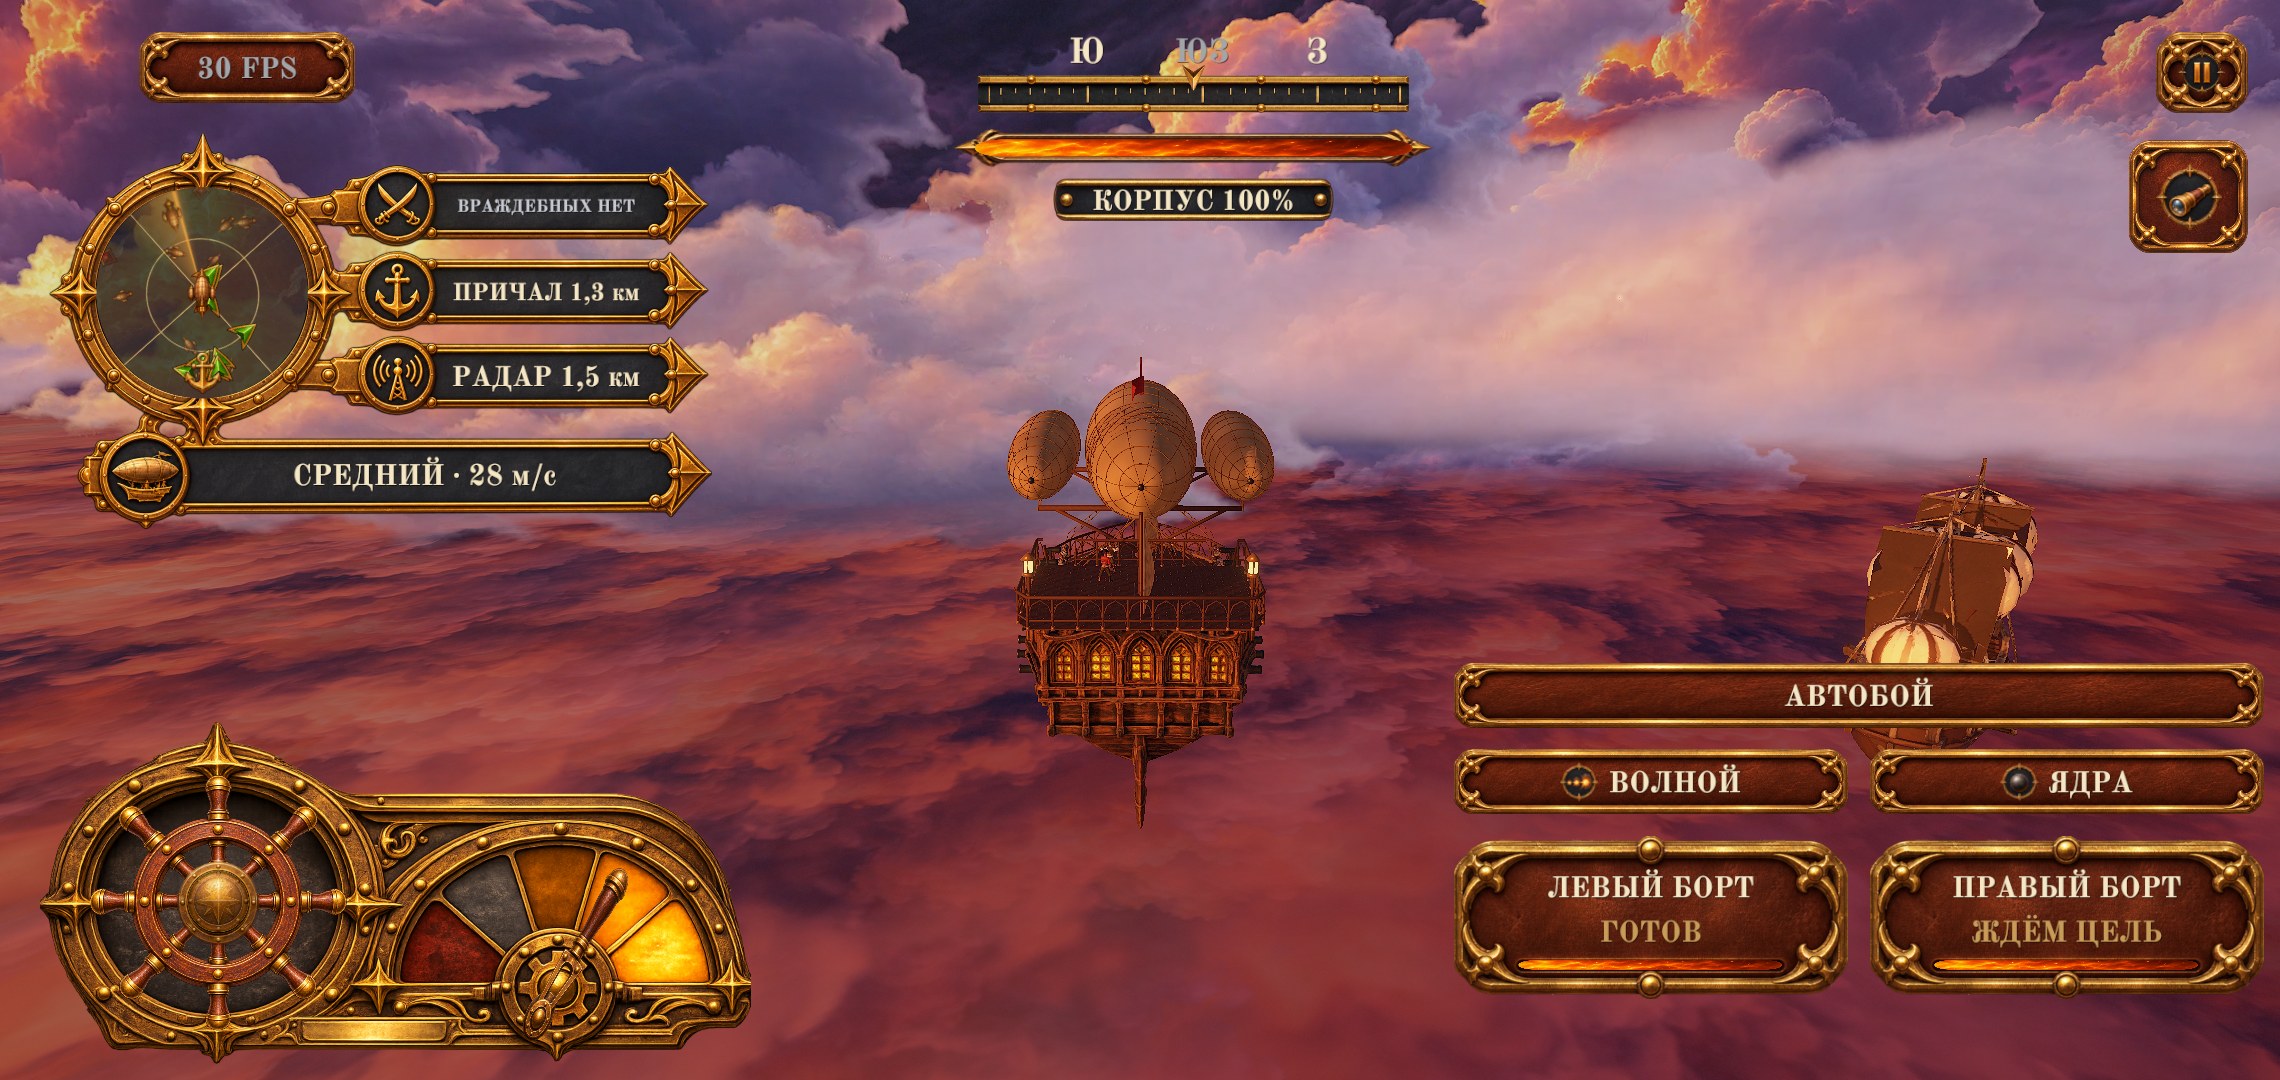 30 FPS
Ю ЮЗ З
КОРПУС 100%
ВРАЖДЕБНЫХ НЕТ
ПРИЧАЛ 1,3 км
РАДАР 1,5 км
СРЕДНИЙ · 28 м/с
АВТОБОЙ
ВОЛНОЙ
ЯДРА
ЛЕВЫЙ БОРТ
ГОТОВ
ПРАВЫЙ БОРТ
ЖДЁМ ЦЕЛЬ